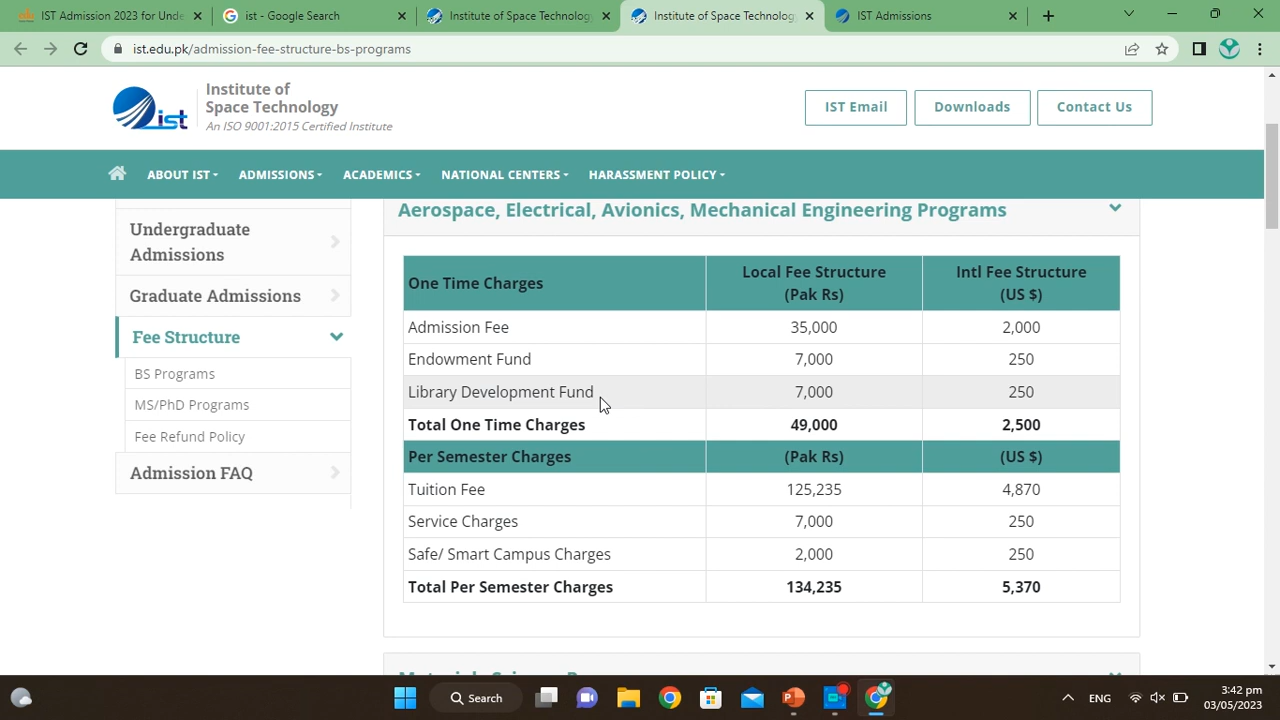 IST Admission 2023 for Unde
ist - Google Search
Institute of Space Technology
Institute of Space Technology
IST Admissions
ist.edu.pk/admission-fee-structure-bs-programs
ist
Institute of
Space Technology
An ISO 9001:2015 Certified Institute
IST Email
Downloads
Contact Us
ABOUT IST
ADMISSIONS
ACADEMICS
NATIONAL CENTERS
HARASSMENT POLICY
Undergraduate
Admissions
Graduate Admissions
Fee Structure
BS Programs
MS/PhD Programs
Fee Refund Policy
Admission FAQ
Aerospace, Electrical, Avionics, Mechanical Engineering Programs
One Time Charges Local Fee Structure (Pak Rs) Intl Fee Structure (US $)
Admission Fee 35,000 2,000
Endowment Fund 7,000 250
Library Development Fund 7,000 250
Total One Time Charges 49,000 2,500
Per Semester Charges (Pak Rs) (US $)
Tuition Fee 125,235 4,870
Service Charges 7,000 250
Safe/ Smart Campus Charges 2,000 250
Total Per Semester Charges 134,235 5,370
Search
ENG
3:42 pm
03/05/2023